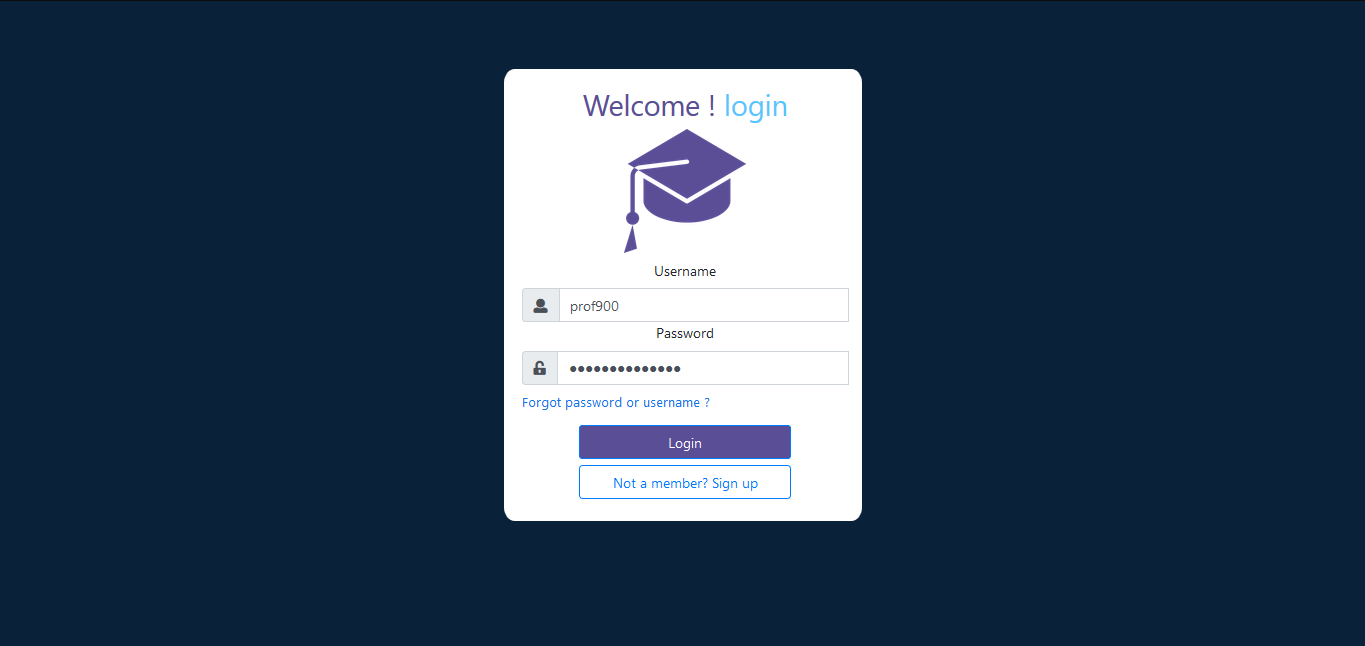 Welcome ! login
Username
prof900
Password
••••••••••••••
Forgot password or username ?
Login
Not a member? Sign up